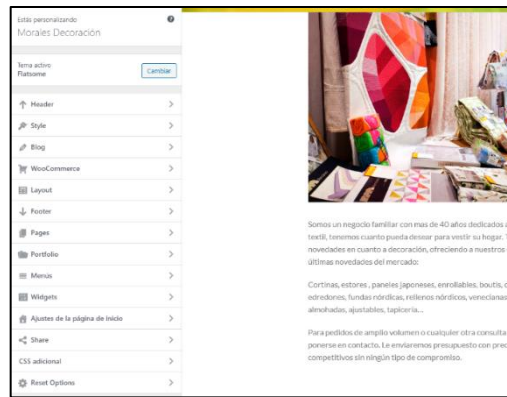 Estás personalizando
Morales Decoración
Tema activo
Flatsome
Cambiar
Header
Style
Blog
WooCommerce
Layout
Footer
Pages
Portfolio
Menús
Widgets
Ajustes de la página de inicio
Share
CSS adicional
Reset Options
Somos un negocio familiar con mas de 40 años dedicados a
textil, tenemos cuanto pueda desear para vestir su hogar. T
novedades en cuanto a decoración, ofreciendo a nuestros
últimas novedades del mercado:
Cortinas, estores , paneles japoneses, enrollables, boutis, c
edredones, fundas nórdicas, rellenos nórdicos, venecianas
almohadas, ajustables, tapicería...
Para pedidos de amplio volumen o cualquier otra consulta
ponerse en contacto. Le enviaremos presupuesto con prec
competitivos sin ningún tipo de compromiso.